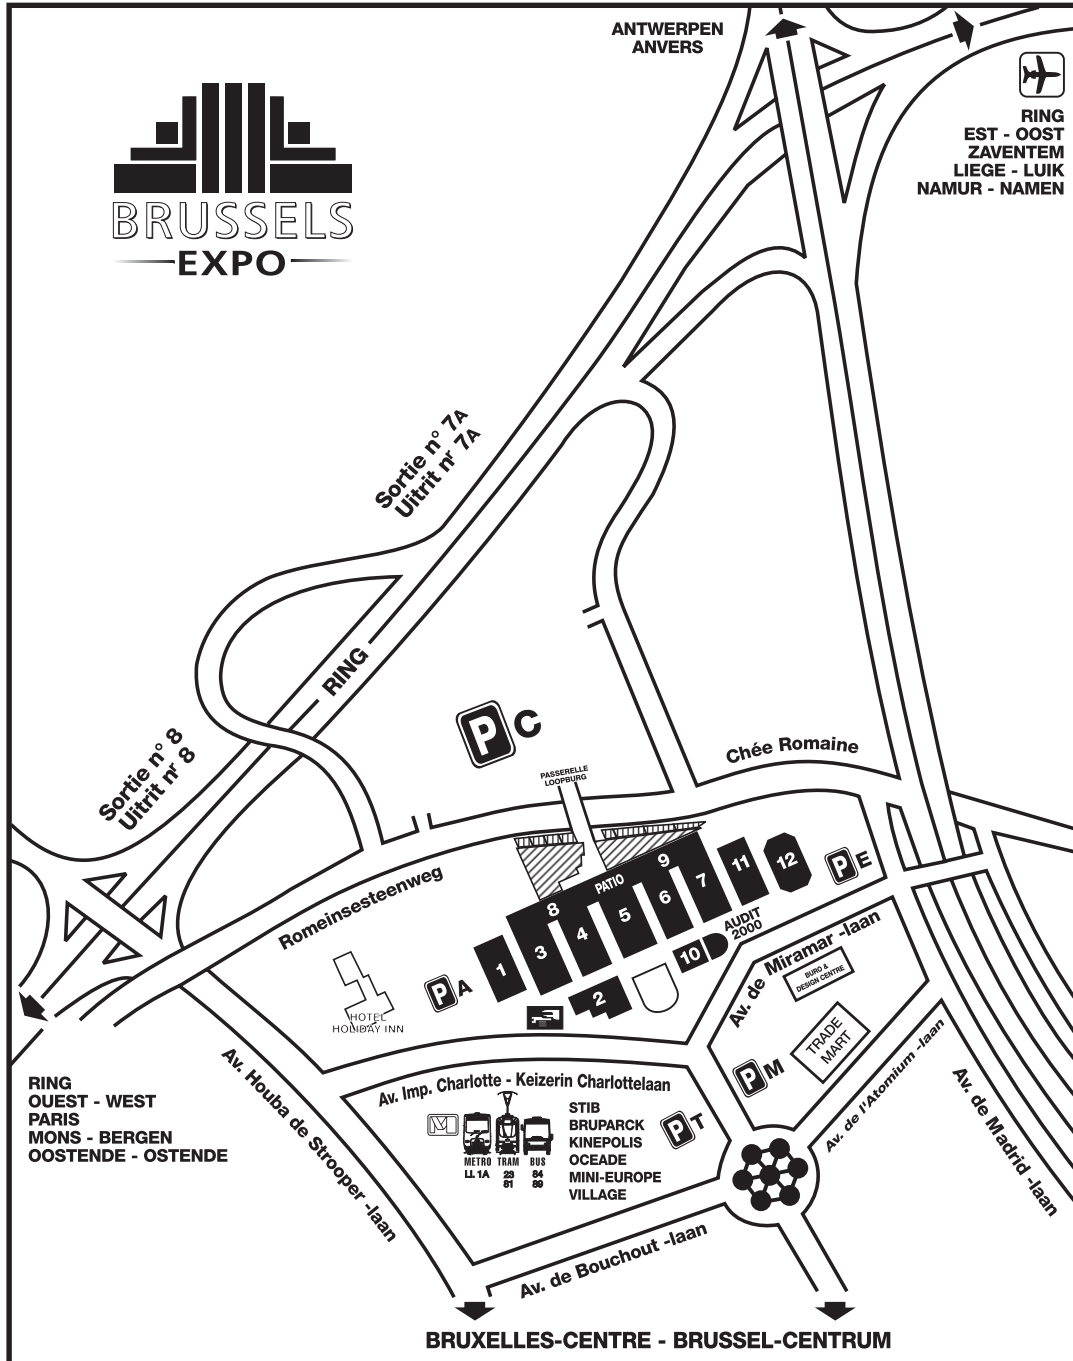 ANTWERPEN
ANVERS
RING
EST - OOST
ZAVENTEM
LIEGE - LUIK
NAMUR - NAMEN
BRUSSELS
EXPO
Sortie n° 7A
Uitrit nr 7A
RING
Sortie n° 8
Uitrit nr 8
P C
PASSERELLE
LOOPBURG
Chée Romaine
Romeinsesteenweg
PATIO
1
2
3
4
5
6
7
8
9
10
11
12
P E
AUDIT
2000
P A
HOTEL
HOLIDAY INN
Av. de Miramar -laan
BURO &
DESIGN CENTRE
TRADE
MART
P M
Av. de l'Atomium -laan
Av. de Madrid -laan
RING
OUEST - WEST
PARIS
MONS - BERGEN
OOSTENDE - OSTENDE
Av. Houba de Strooper -laan
Av. Imp. Charlotte - Keizerin Charlottelaan
M
METRO TRAM BUS
LI. 1A 23 84
81 89
STIB
BRUPARCK
KINEPOLIS
OCEADE
MINI-EUROPE
VILLAGE
P T
Av. de Bouchout -laan
BRUXELLES-CENTRE - BRUSSEL-CENTRUM